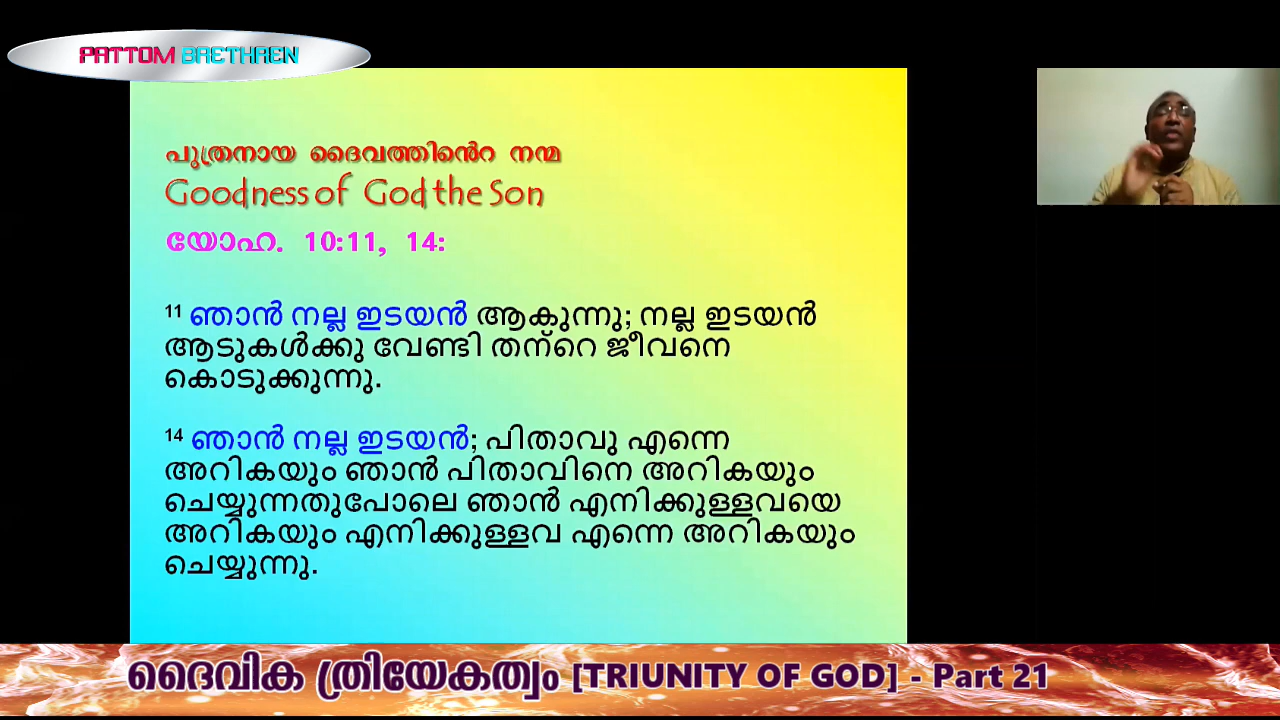 PATTOM BRETHREN
പുത്രനായ ദൈവത്തിന്‍റെ നന്മ
Goodness of God the Son
യോഹ. 10:11, 14:
11 ഞാൻ നല്ല ഇടയൻ ആകുന്നു; നല്ല ഇടയൻ
ആടുകൾക്കു വേണ്ടി തന്റെ ജീവനെ
കൊടുക്കുന്നു.
14 ഞാൻ നല്ല ഇടയൻ; പിതാവു എന്നെ
അറികയും ഞാൻ പിതാവിനെ അറികയും
ചെയ്യുന്നതുപോലെ ഞാൻ എനിക്കുള്ളവയെ
അറികയും എനിക്കുള്ളവ എന്നെ അറികയും
ചെയ്യുന്നു.
ദൈവിക ത്രിയേകത്വം [TRIUNITY OF GOD] - Part 21